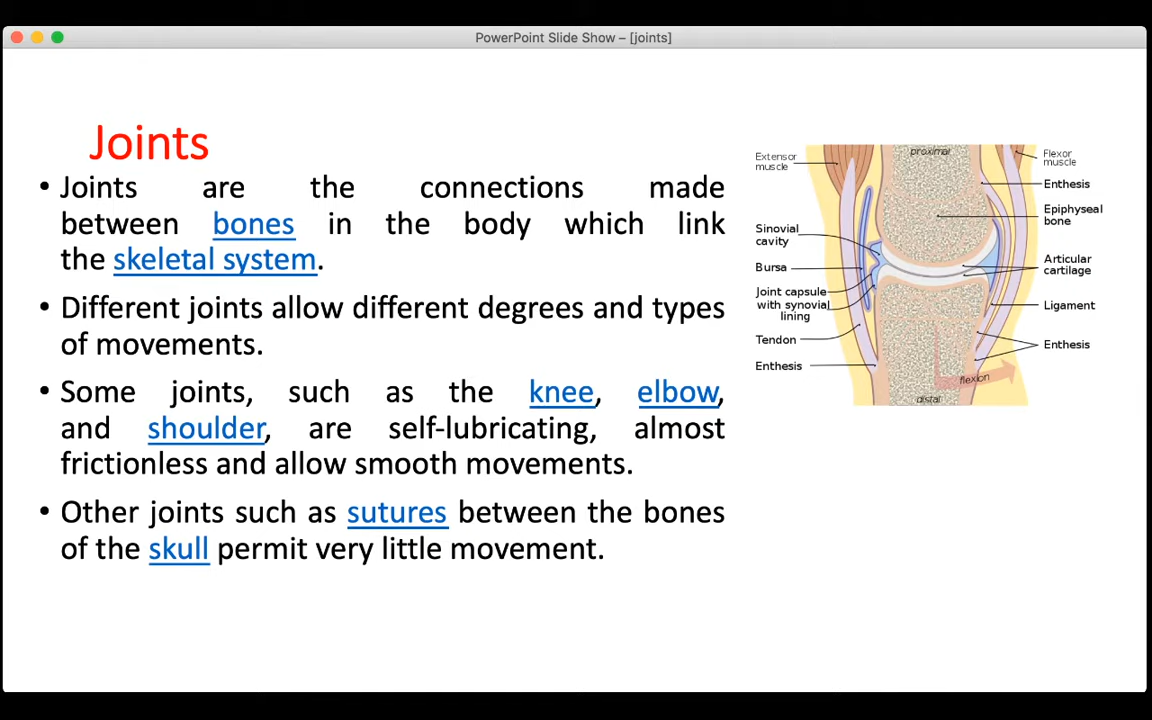 PowerPoint Slide Show – [joints]
Joints
• Joints are the connections made
between bones in the body which link
the skeletal system.
• Different joints allow different degrees and types
of movements.
• Some joints, such as the knee, elbow,
and shoulder, are self-lubricating, almost
frictionless and allow smooth movements.
• Other joints such as sutures between the bones
of the skull permit very little movement.
proximal
Extensor
muscle
Sinovial
cavity
Bursa
Joint capsule
with synovial
lining
Tendon
Enthesis
Flexor
muscle
Enthesis
Epiphyseal
bone
Articular
cartilage
Ligament
Enthesis
flexion
distal